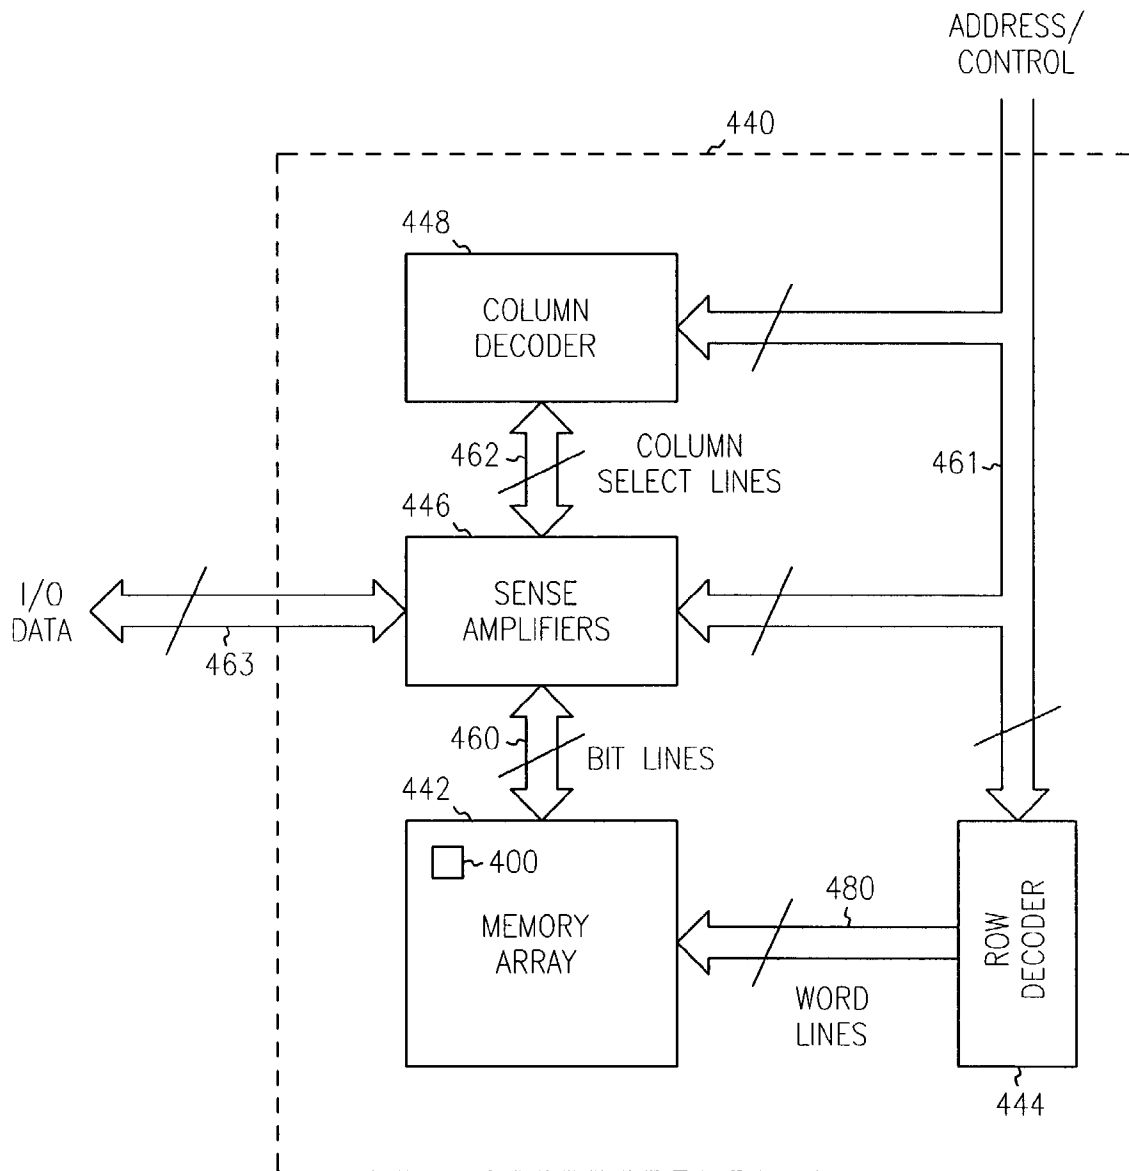 ADDRESS/
CONTROL
440
448
COLUMN
DECODER
462
COLUMN
SELECT LINES
461
446
SENSE
AMPLIFIERS
I/O
DATA
463
460
BIT LINES
442
400
MEMORY
ARRAY
480
WORD
LINES
ROW
DECODER
444